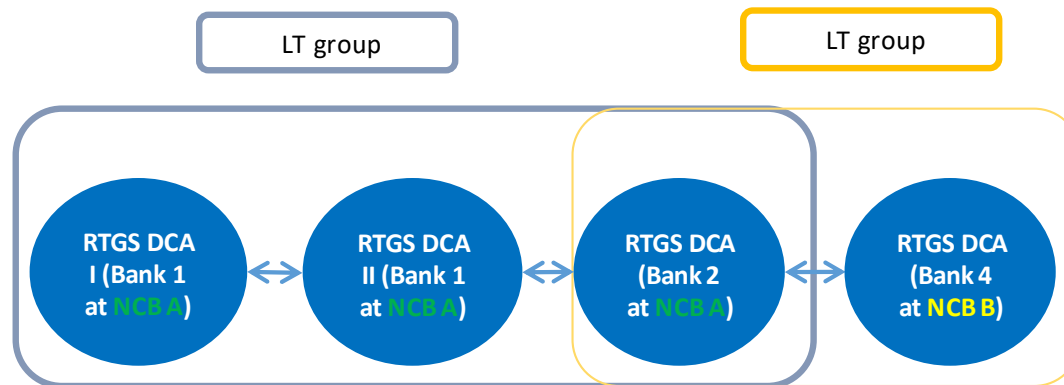 LT group
LT group
RTGS DCA
I (Bank 1
at NCB A)
RTGS DCA
II (Bank 1
at NCB A)
RTGS DCA
(Bank 2
at NCB A)
RTGS DCA
(Bank 4
at NCB B)